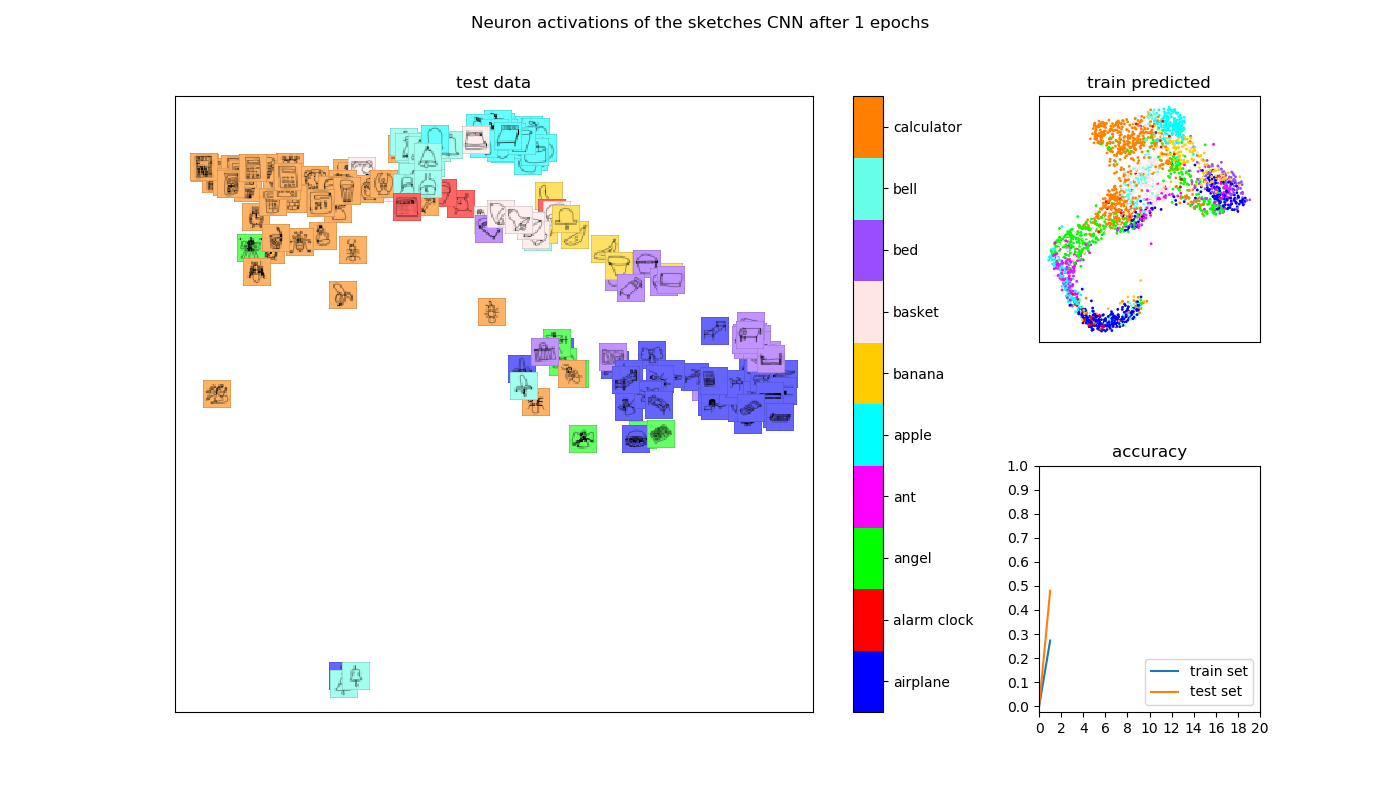 Neuron activations of the sketches CNN after 1 epochs
test data
calculator
bell
bed
basket
banana
apple
ant
angel
alarm clock
airplane
train predicted
accuracy
1.0
0.9
0.8
0.7
0.6
0.5
0.4
0.3
0.2
0.1
0.0
train set
test set
0 2 4 6 8 10 12 14 16 18 20